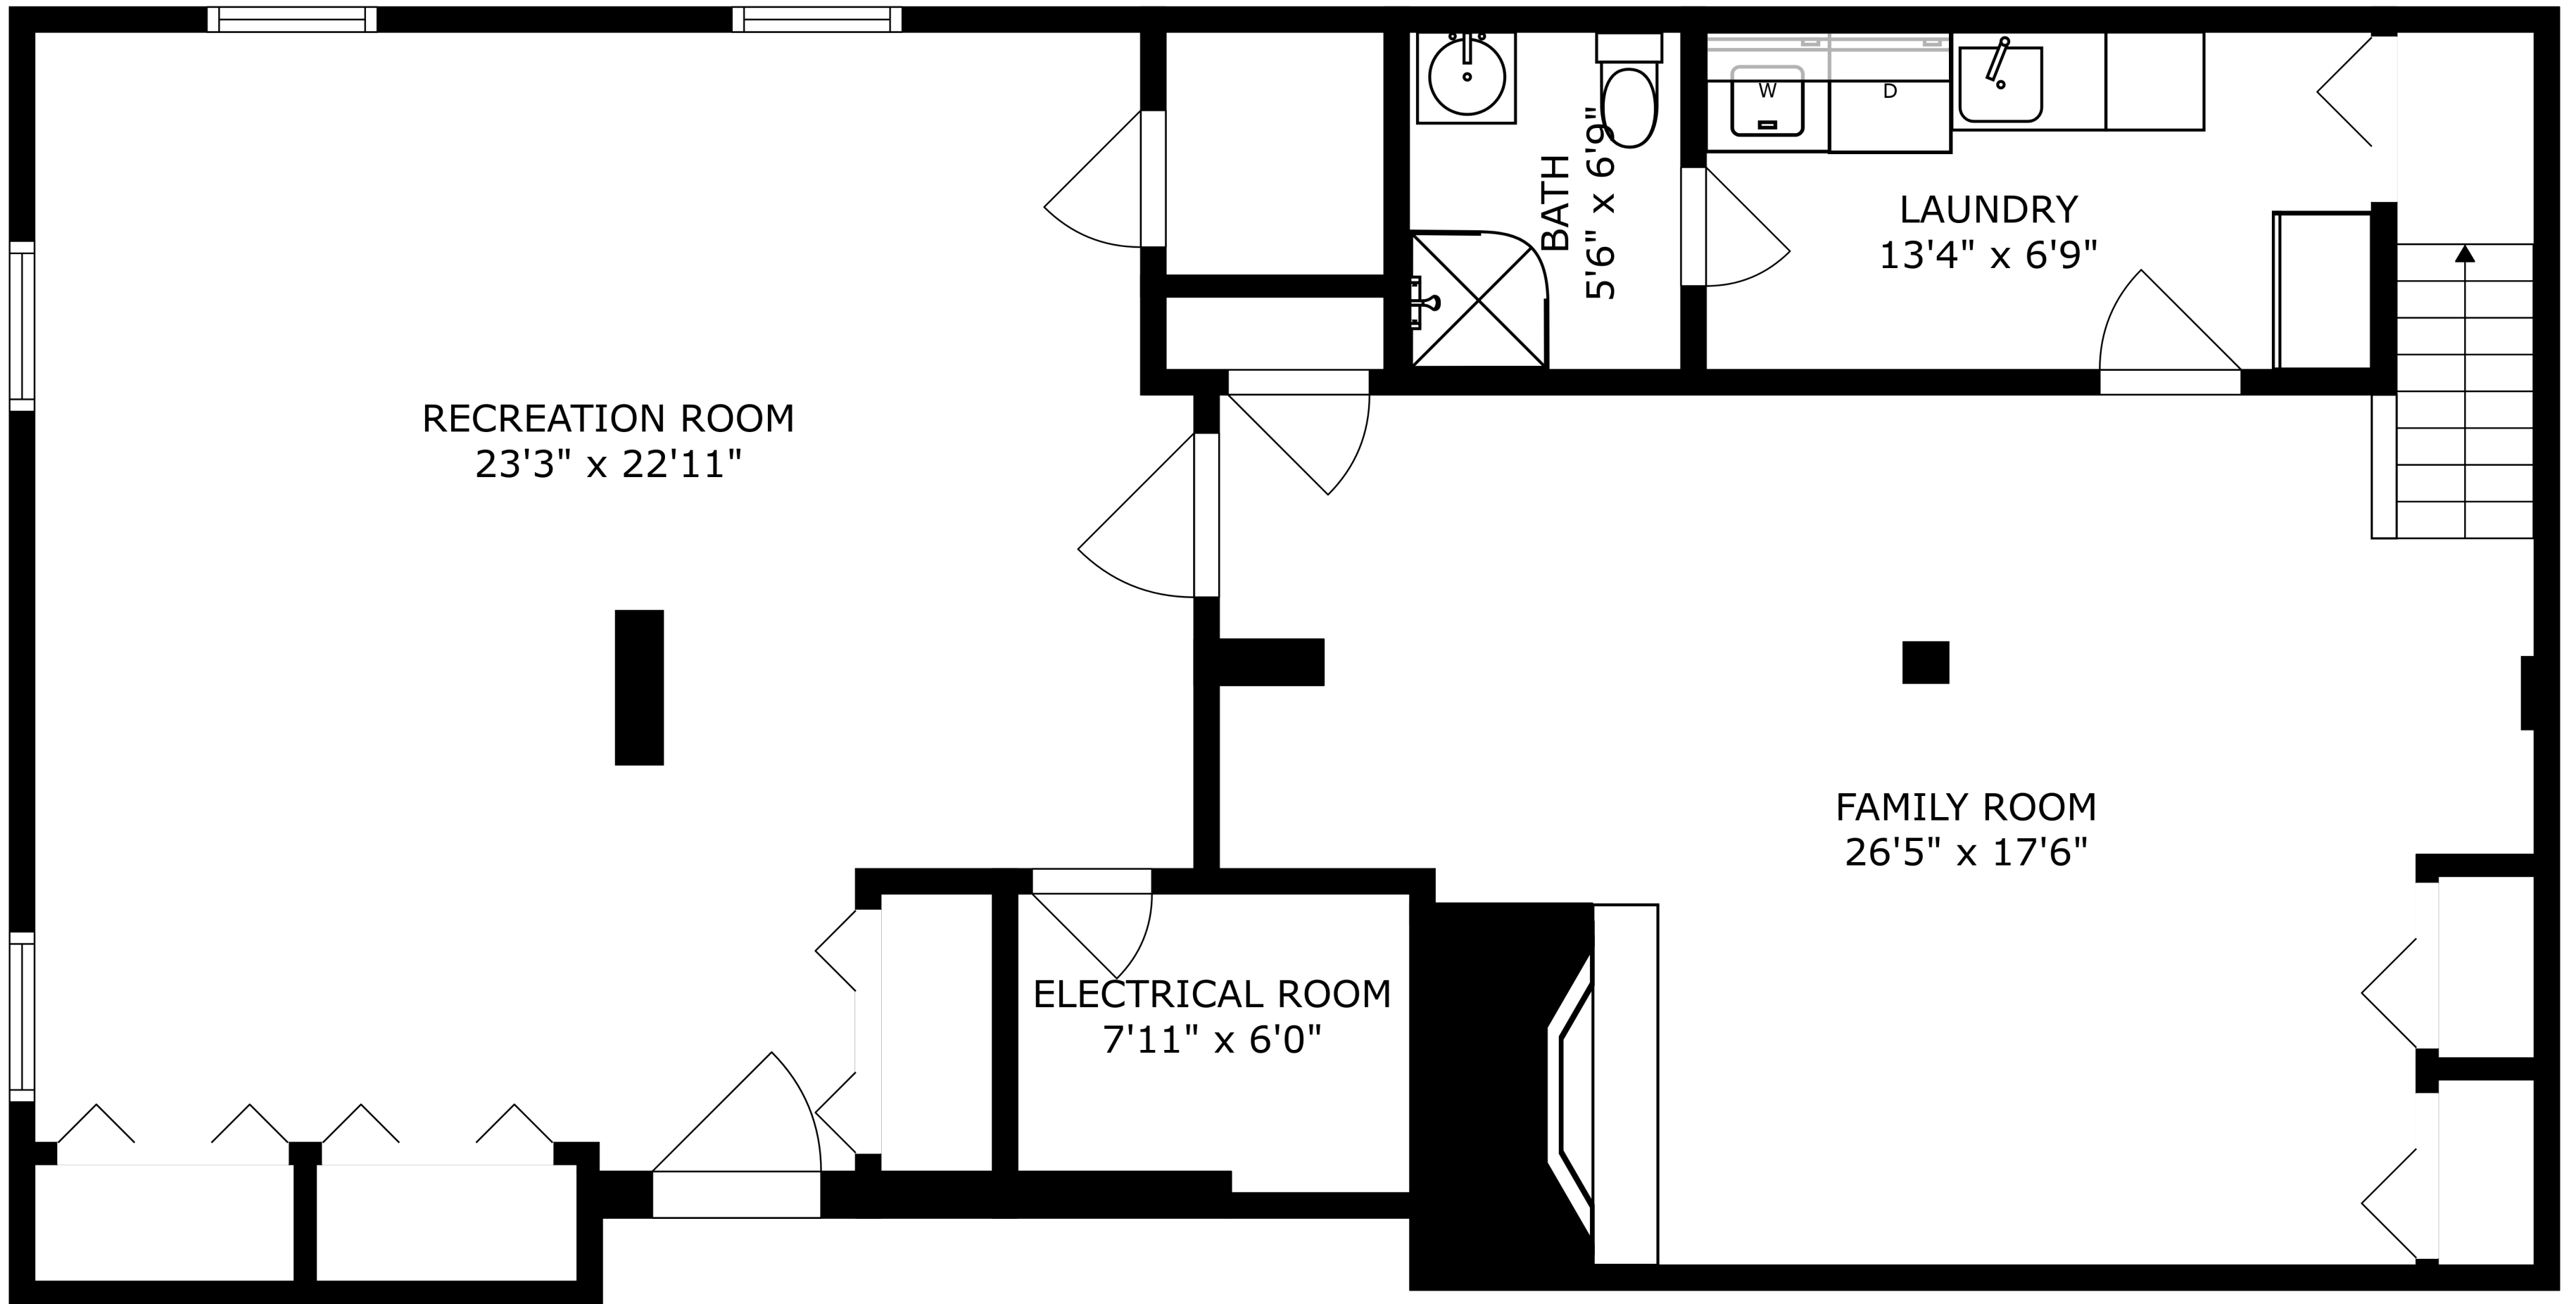 BATH
5'6" x 6'9"
W
D
LAUNDRY
13'4" x 6'9"
RECREATION ROOM
23'3" x 22'11"
FAMILY ROOM
26'5" x 17'6"
ELECTRICAL ROOM
7'11" x 6'0"